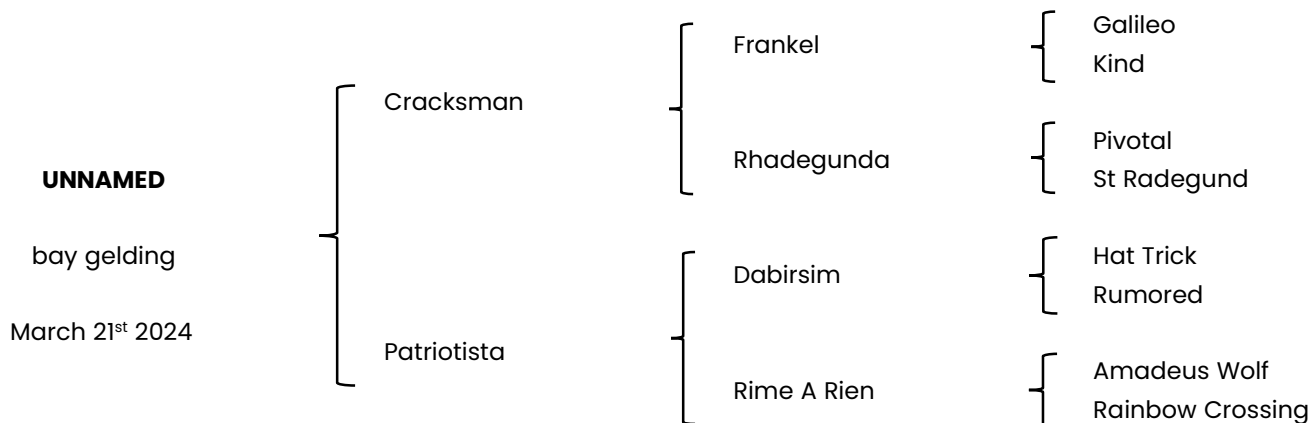 UNNAMED
bay gelding
March 21st 2024
Cracksman
Patriotista
Frankel
Rhadegunda
Dabirsim
Rime A Rien
Galileo
Kind
Pivotal
St Radegund
Hat Trick
Rumored
Amadeus Wolf
Rainbow Crossing